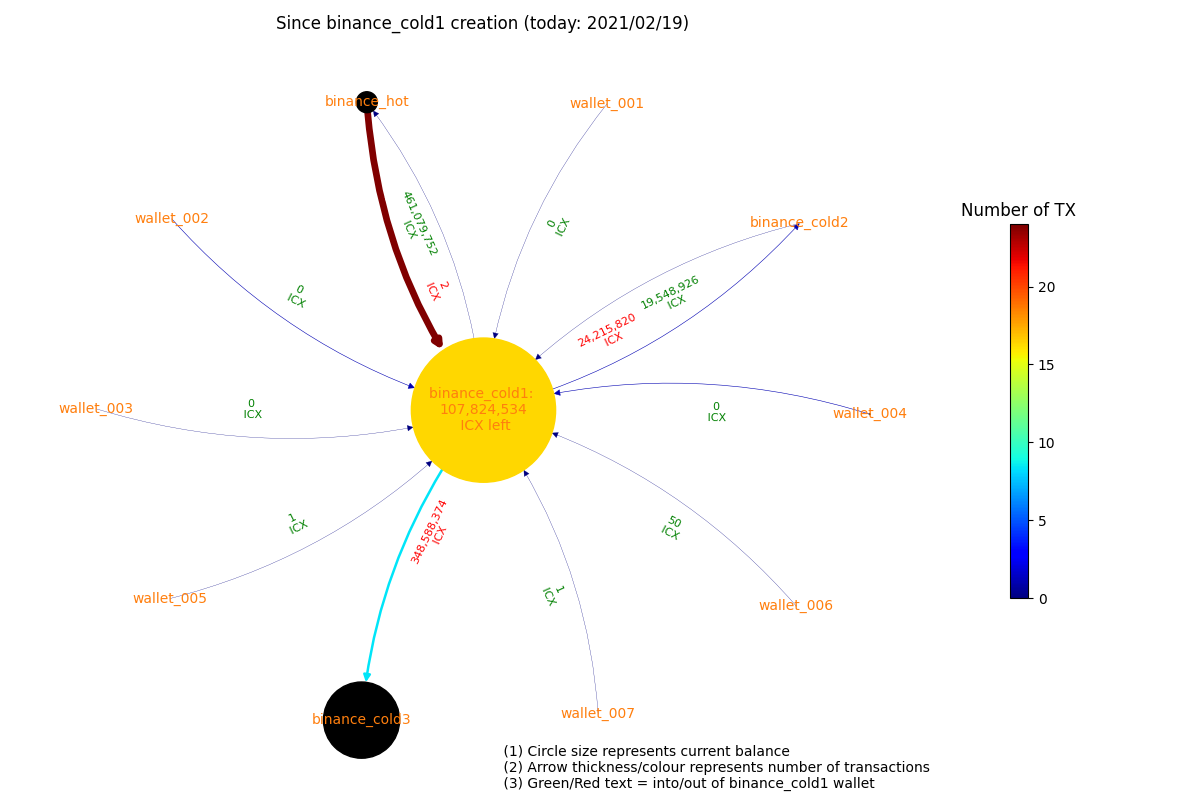 Since binance_cold1 creation (today: 2021/02/19)
binance_hot
wallet_001
wallet_002
binance_cold2
461,079,752
ICX
0
ICX
2
ICX
0
ICX
19,548,926
ICX
24,215,820
ICX
binance_cold1:
107,824,534
ICX left
wallet_003
0
ICX
0
ICX
wallet_004
348,588,374
ICX
1
ICX
50
ICX
1
ICX
wallet_005
wallet_006
binance_cold3
wallet_007
Number of TX
20
15
10
5
0
(1) Circle size represents current balance
(2) Arrow thickness/colour represents number of transactions
(3) Green/Red text = into/out of binance_cold1 wallet